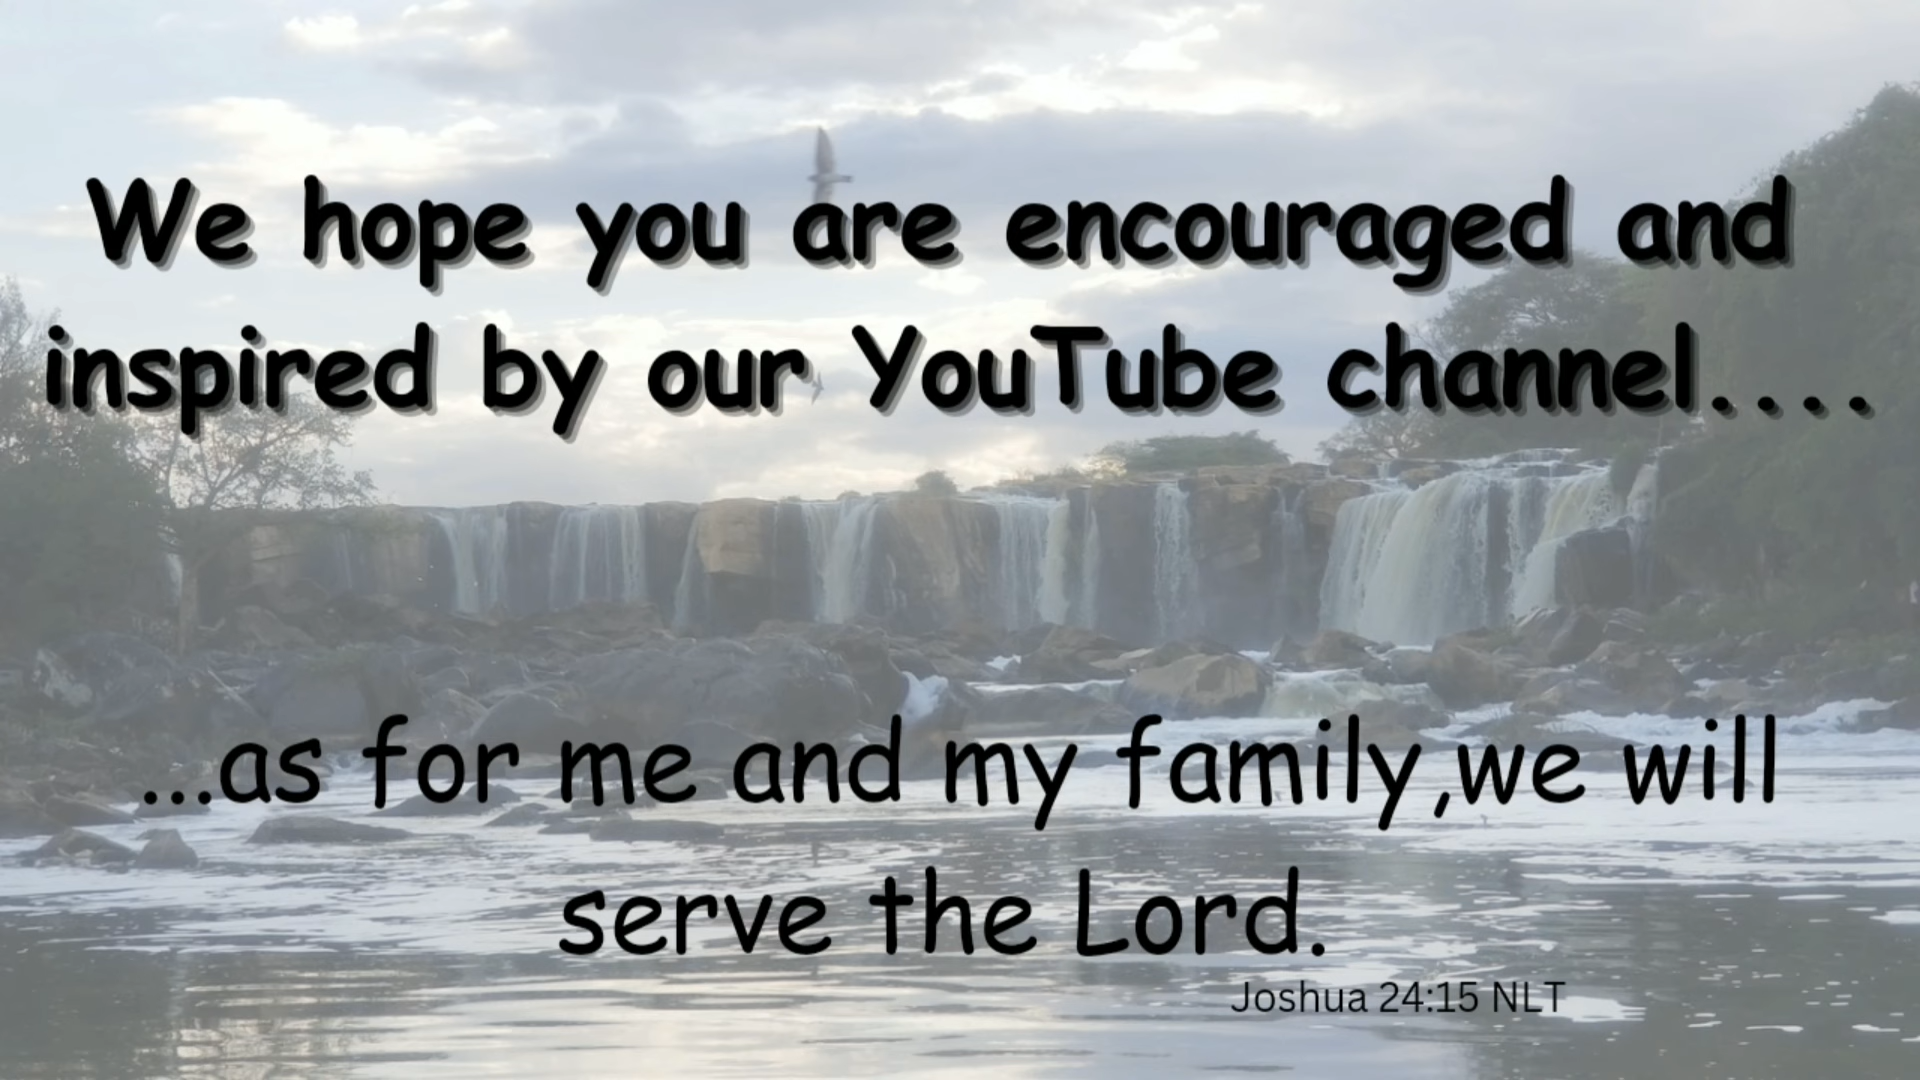 We hope you are encouraged and
inspired by our YouTube channel....
...as for me and my family,we will
serve the Lord.
Joshua 24:15 NLT